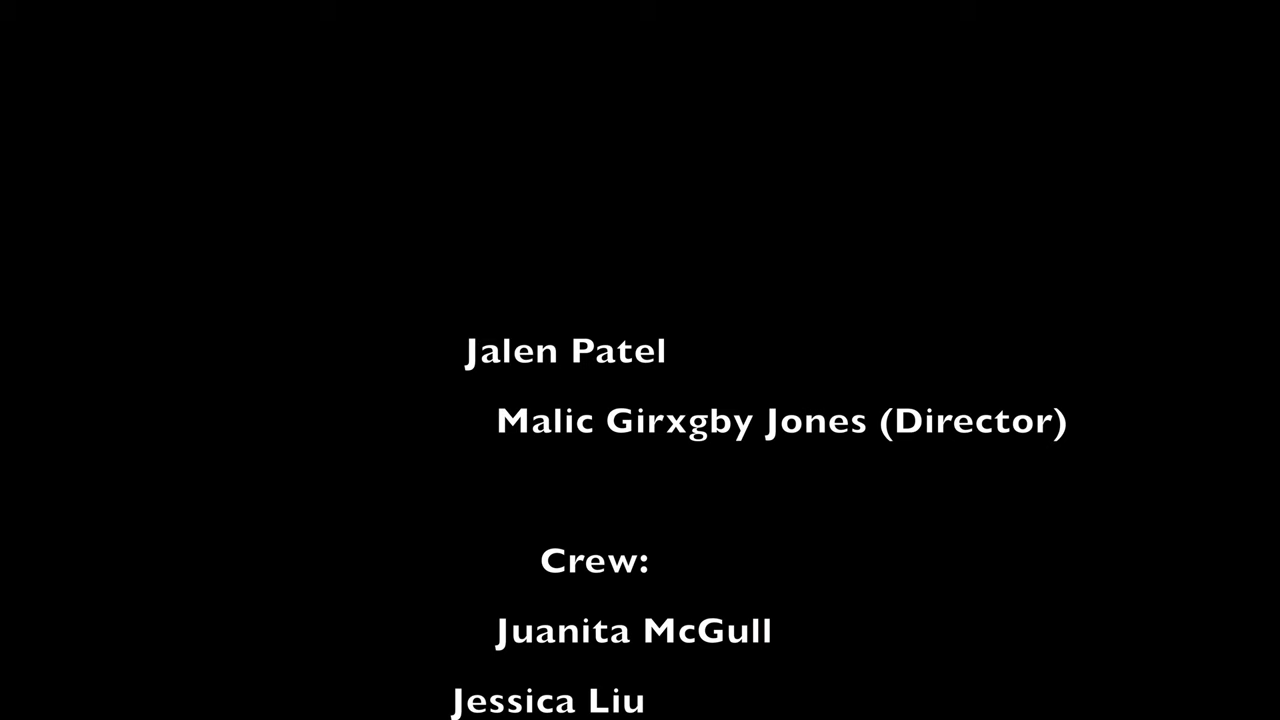 Jalen Patel
Malic Girxgby Jones (Director)
Crew:
Juanita McGull
Jessica Liu